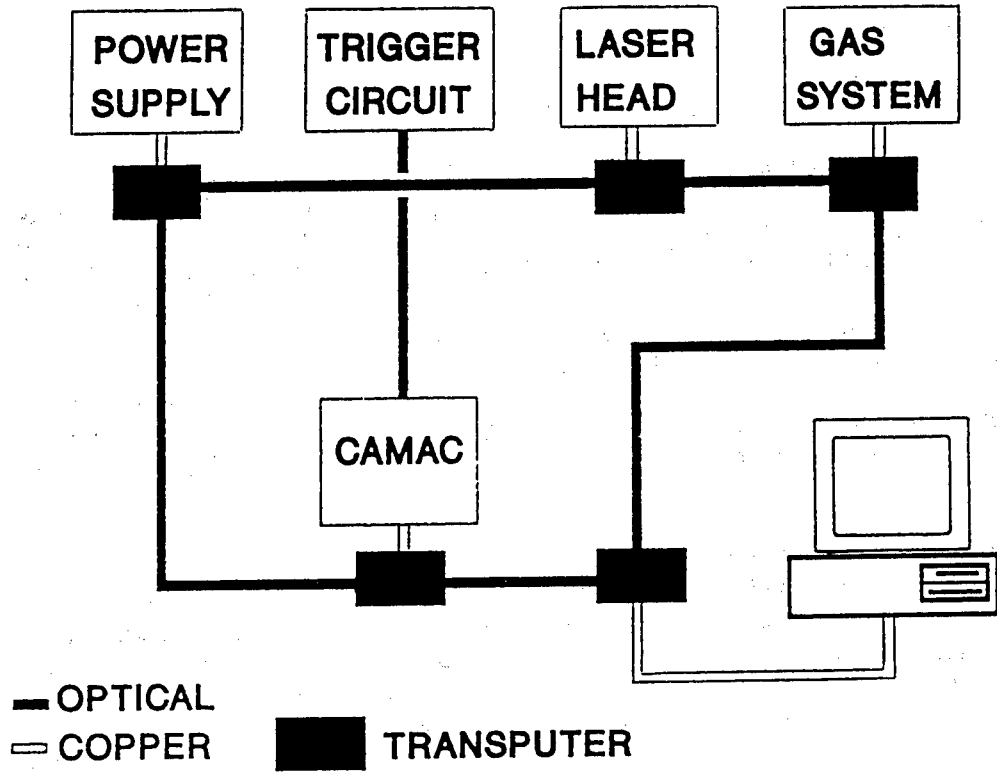 POWER
SUPPLY
TRIGGER
CIRCUIT
LASER
HEAD
GAS
SYSTEM
CAMAC
OPTICAL
COPPER
TRANSPUTER